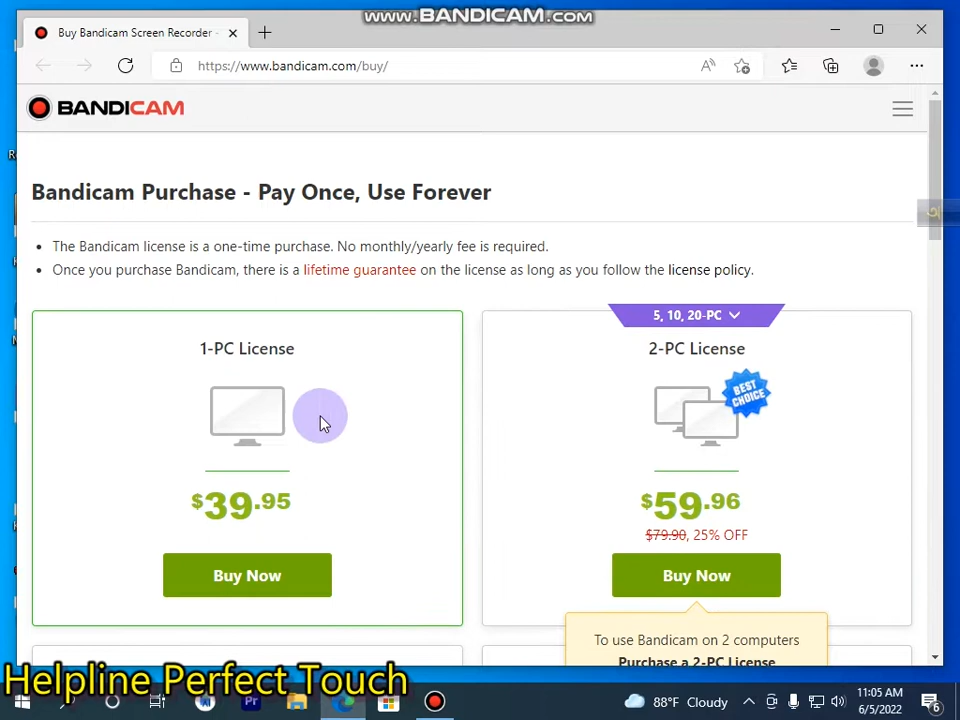 www.BANDICAM.com
Buy Bandicam Screen Recorder -
https://www.bandicam.com/buy/
BANDICAM
Bandicam Purchase - Pay Once, Use Forever
The Bandicam license is a one-time purchase. No monthly/yearly fee is required.
Once you purchase Bandicam, there is a lifetime guarantee on the license as long as you follow the license policy.
5, 10, 20-PC
1-PC License
2-PC License
BEST CHOICE
$39.95
$59.96
$79.90, 25% OFF
Buy Now
Buy Now
To use Bandicam on 2 computers
Purchase a 2-PC License
Helpline Perfect Touch
Pr
88°F Cloudy
11:05 AM
6/5/2022
6